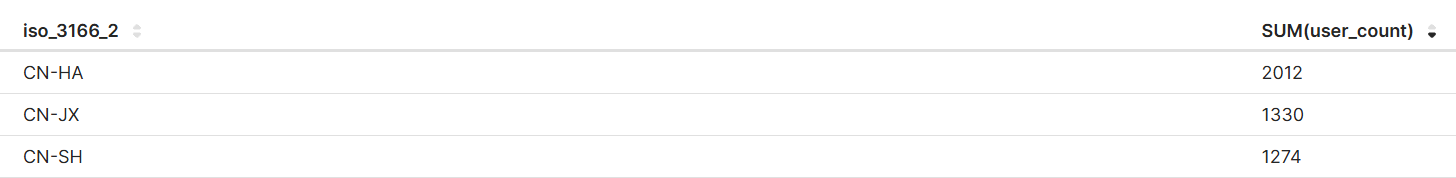 iso_3166_2 SUM(user_count)
CN-HA 2012
CN-JX 1330
CN-SH 1274